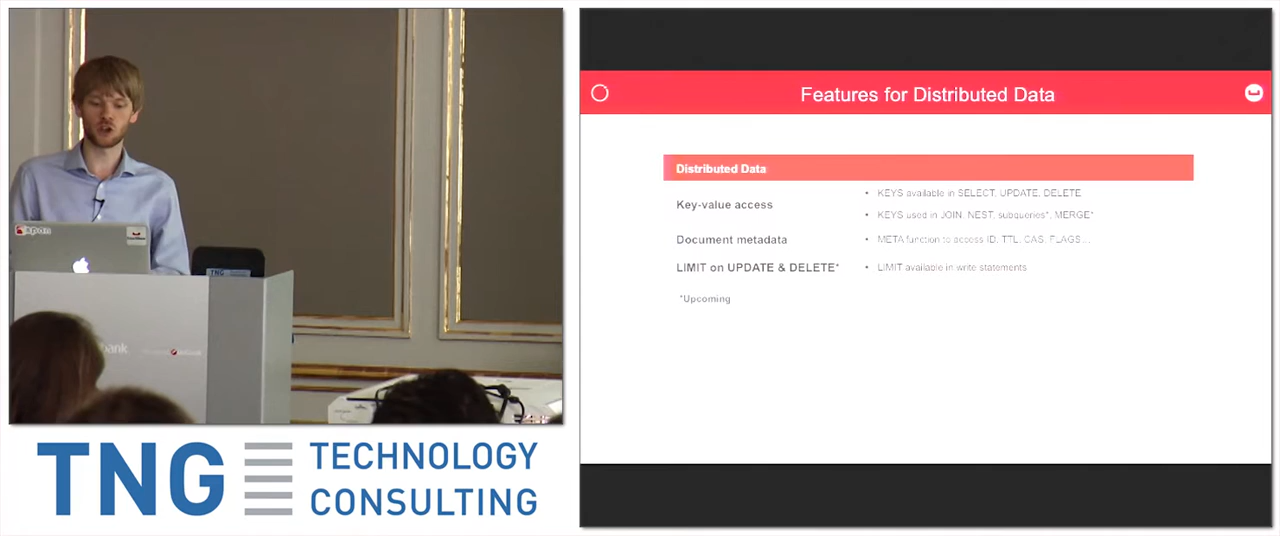 Features for Distributed Data
Distributed Data
Key-value access
• KEYS available in SELECT, UPDATE, DELETE
• KEYS used in JOIN, NEST, subqueries*, MERGE*
Document metadata
• META function to access ID, TTL, CAS, FLAGS...
LIMIT on UPDATE & DELETE*
• LIMIT available in write statements
*Upcoming
TNG
bank
TNG TECHNOLOGY
CONSULTING